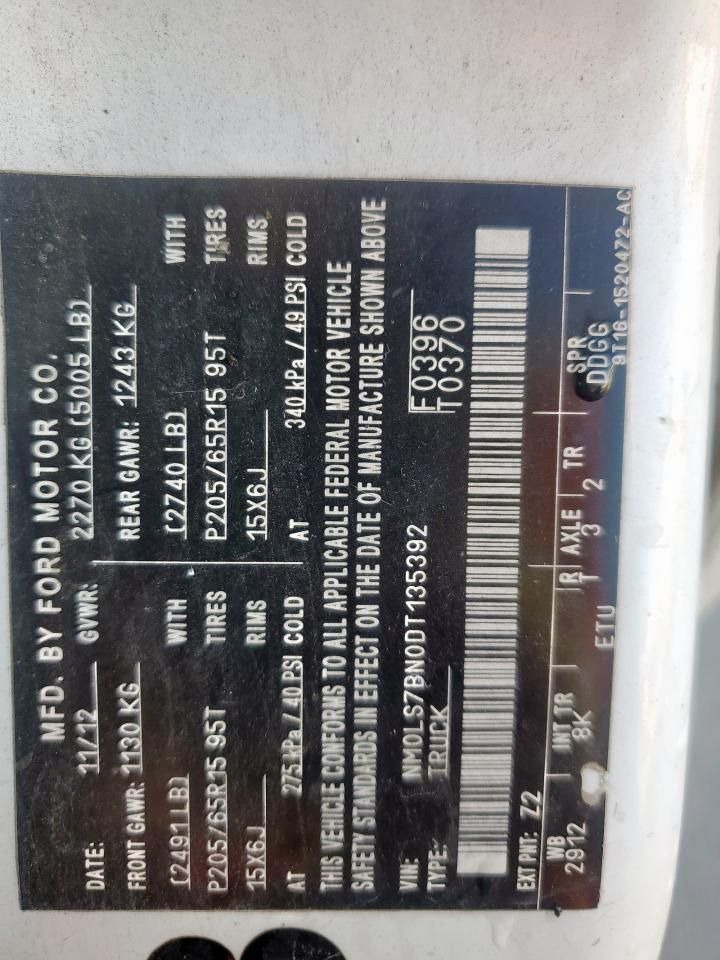 MFD. BY FORD MOTOR CO.
DATE: 11/12 GVWR: 2270 KG (5005 LB)
FRONT GAWR: 1130 KG REAR GAWR: 1243 KG
(2491 LB) WITH (2740 LB) WITH
P205/65R15 95T TIRES P205/65R15 95T TIRES
15X6J RIMS 15X6J RIMS
AT 275 kPa / 40 PSI COLD AT 340 kPa / 49 PSI COLD
THIS VEHICLE CONFORMS TO ALL APPLICABLE FEDERAL MOTOR VEHICLE
SAFETY STANDARDS IN EFFECT ON THE DATE OF MANUFACTURE SHOWN ABOVE
VIN: NM0LS7BN0DT135392 F0396
TYPE: TRUCK T0370
EXT PNT: Z2
WB INT TR R AXLE TR SPR
2912 8K T 3 2 DDGG
ETU 9T16-1520472-AC